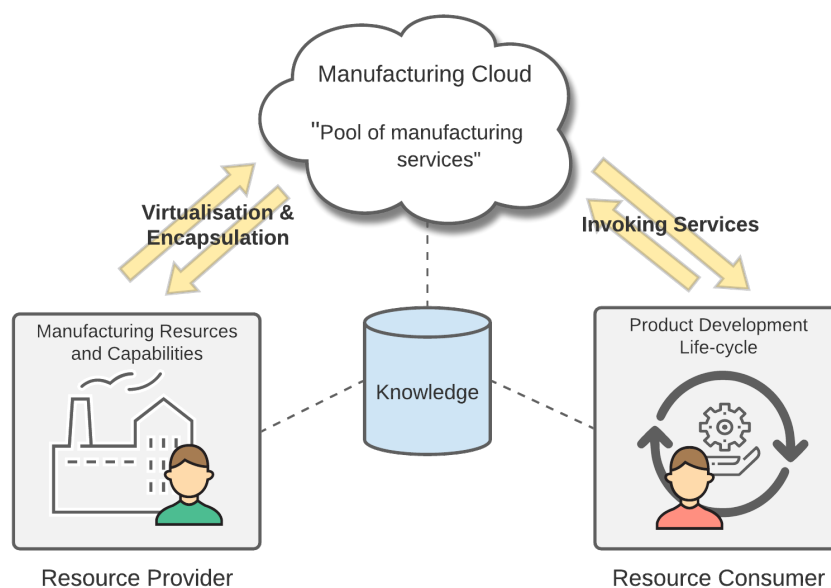 Manufacturing Cloud
"Pool of manufacturing
services"
Virtualisation &
Encapsulation
Invoking Services
Manufacturing Resurces
and Capabilities
Knowledge
Product Development
Life-cycle
Resource Provider
Resource Consumer